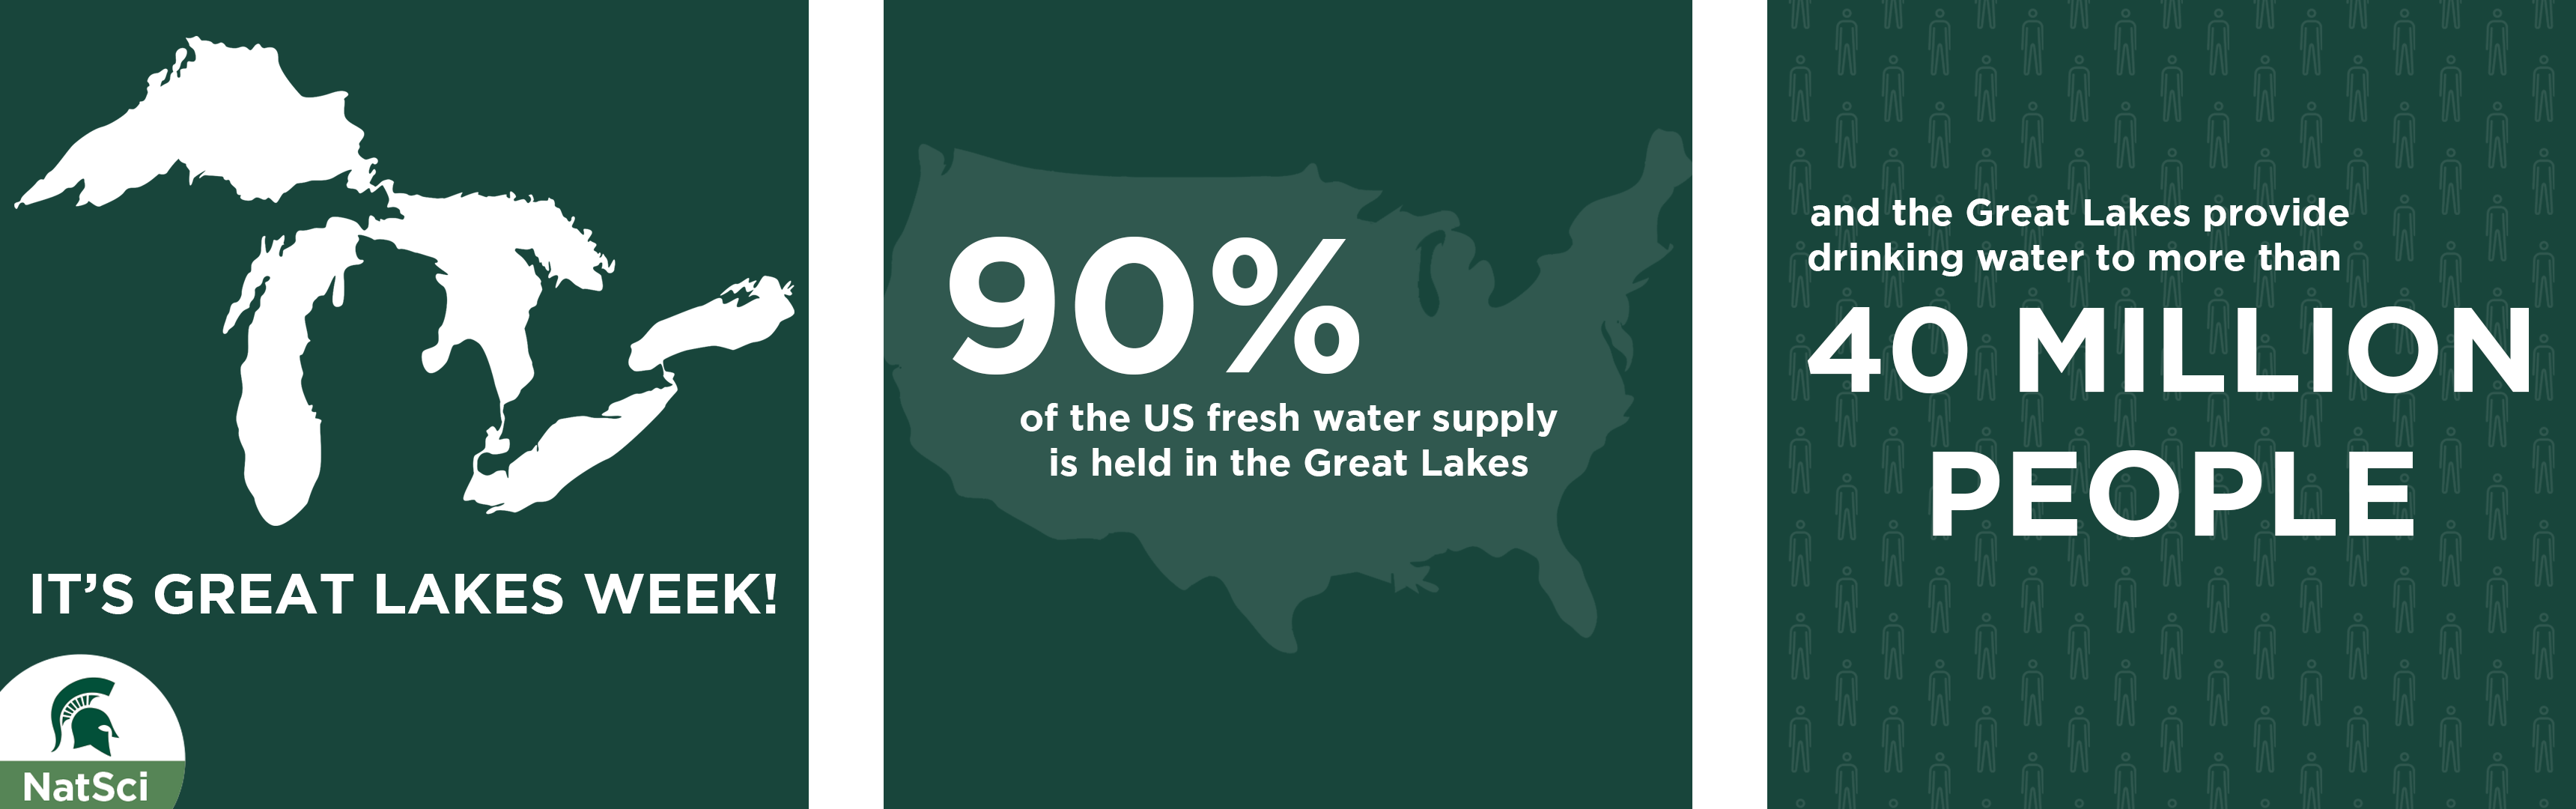 IT'S GREAT LAKES WEEK!
NatSci
90%
of the US fresh water supply
is held in the Great Lakes
and the Great Lakes provide
drinking water to more than
40 MILLION
PEOPLE